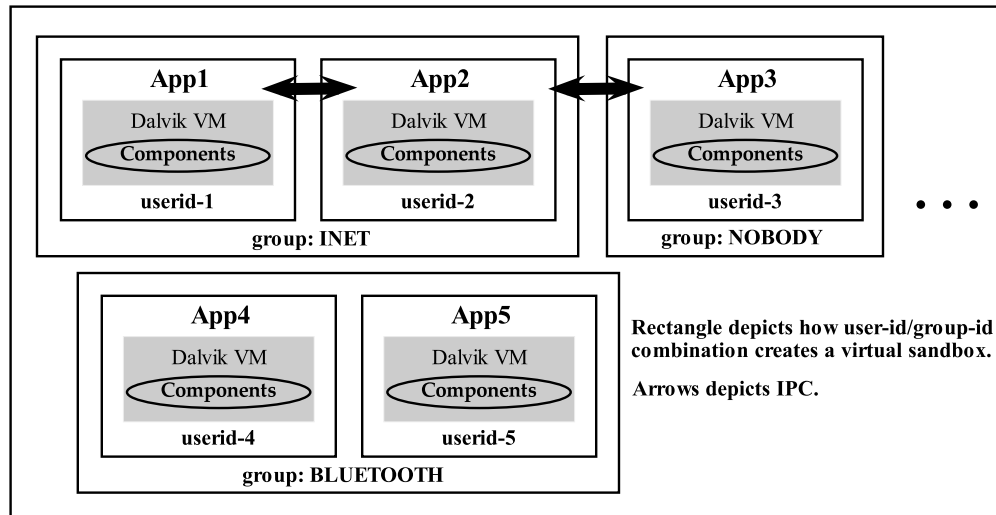 App1
Dalvik VM
Components
userid-1
App2
Dalvik VM
Components
userid-2
group: INET
App3
Dalvik VM
Components
userid-3
group: NOBODY
• • •
App4
Dalvik VM
Components
userid-4
App5
Dalvik VM
Components
userid-5
group: BLUETOOTH
Rectangle depicts how user-id/group-id
combination creates a virtual sandbox.
Arrows depicts IPC.